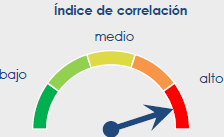 Índice de correlación
medio
bajo
alto